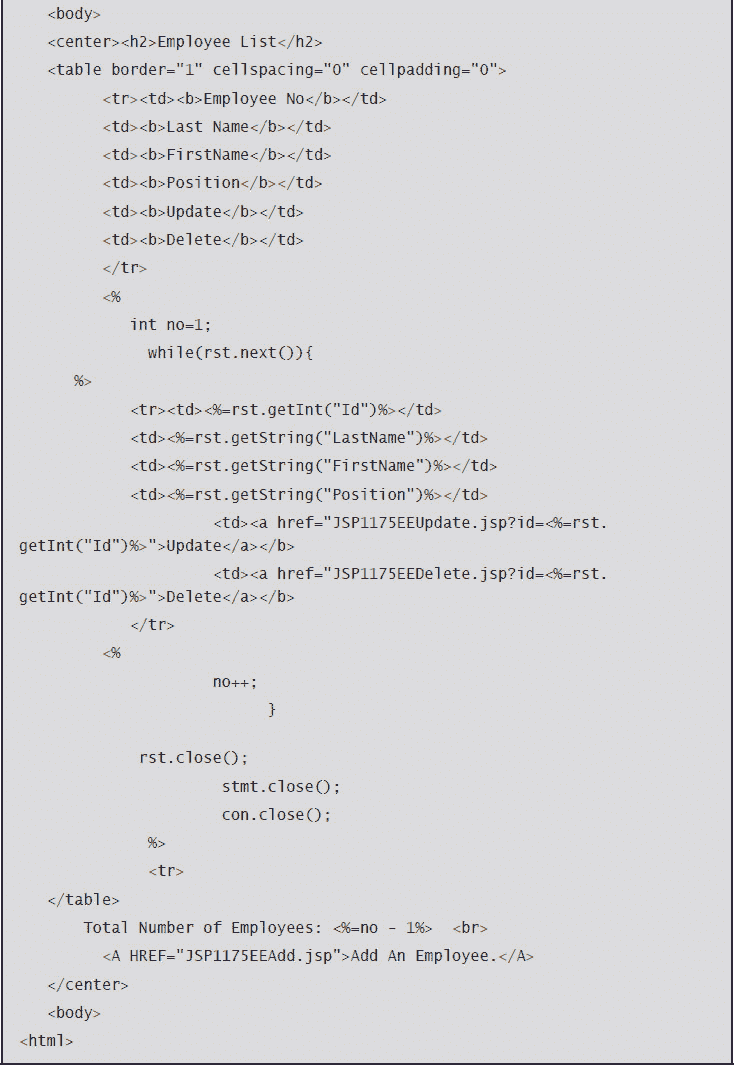 <body>
<center><h2>Employee List</h2>
<table border="1" cellspacing="0" cellpadding="0">
<tr><td><b>Employee No</b></td>
<td><b>Last Name</b></td>
<td><b>FirstName</b></td>
<td><b>Position</b></td>
<td><b>Update</b></td>
<td><b>Delete</b></td>
</tr>
<%
int no=1;
while(rst.next()){
%>
<tr><td><%=rst.getInt("Id")%></td>
<td><%=rst.getString("LastName")%></td>
<td><%=rst.getString("FirstName")%></td>
<td><%=rst.getString("Position")%></td>
<td><a href="JSP1175EEUpdate.jsp?id=<%=rst.
getInt("Id")%>">Update</a></b>
<td><a href="JSP1175EEDelete.jsp?id=<%=rst.
getInt("Id")%>">Delete</a></b>
</tr>
<%
no++;
}
rst.close();
stmt.close();
con.close();
%>
<tr>
</table>
Total Number of Employees: <%=no – 1%> <br>
<A HREF="JSP1175EEAdd.jsp">Add An Employee.</A>
</center>
<body>
<html>